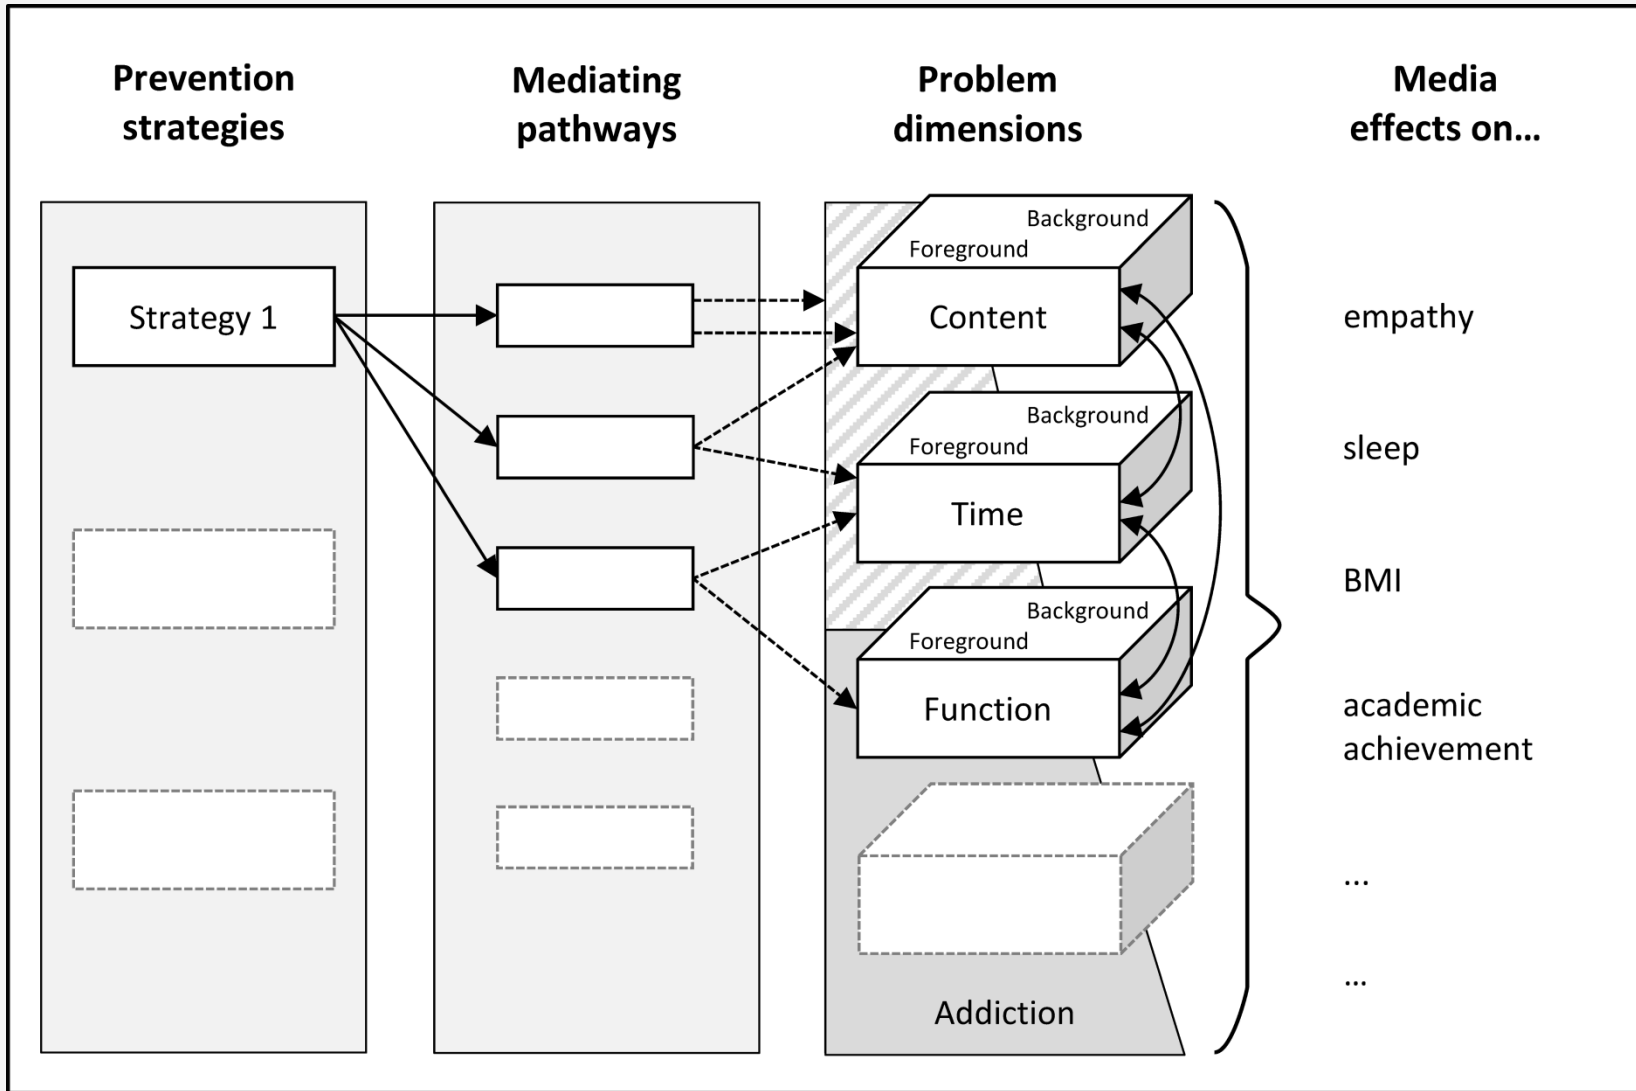 Prevention
strategies
Mediating
pathways
Problem
dimensions
Media
effects on...
Strategy 1
Background
Foreground
Content
Background
Foreground
Time
Background
Foreground
Function
Addiction
empathy
sleep
BMI
academic
achievement
...
...